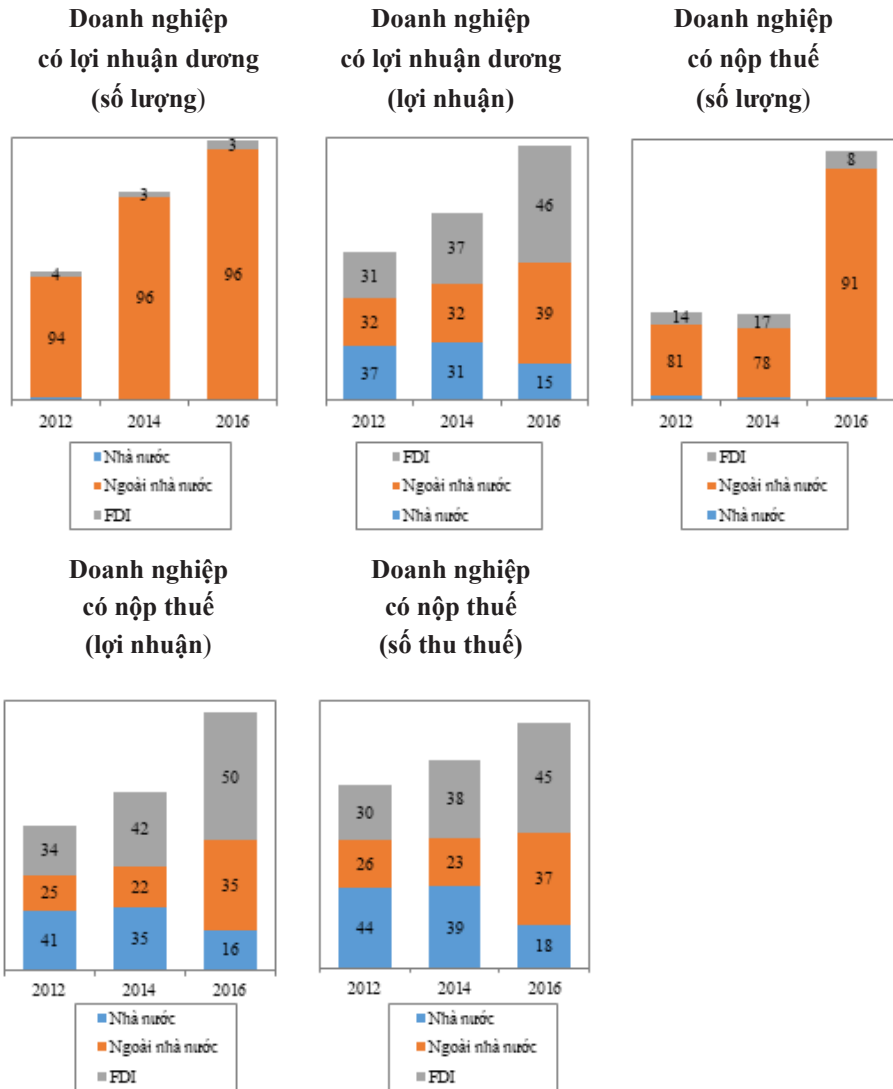 Doanh nghiệp
có lợi nhuận dương
(số lượng)
3
3
4
96
96
94
2012
2014
2016
Nhà nước
Ngoài nhà nước
FDI
Doanh nghiệp
có lợi nhuận dương
(lợi nhuận)
46
37
31
39
32
32
37
31
15
2012
2014
2016
FDI
Ngoài nhà nước
Nhà nước
Doanh nghiệp
có nộp thuế
(số lượng)
8
14
17
91
81
78
2012
2014
2016
FDI
Ngoài nhà nước
Nhà nước
Doanh nghiệp
có nộp thuế
(lợi nhuận)
50
42
34
35
25
22
41
35
16
2012
2014
2016
Nhà nước
Ngoài nhà nước
FDI
Doanh nghiệp
có nộp thuế
(số thu thuế)
45
38
30
37
26
23
44
39
18
2012
2014
2016
Nhà nước
Ngoài nhà nước
FDI